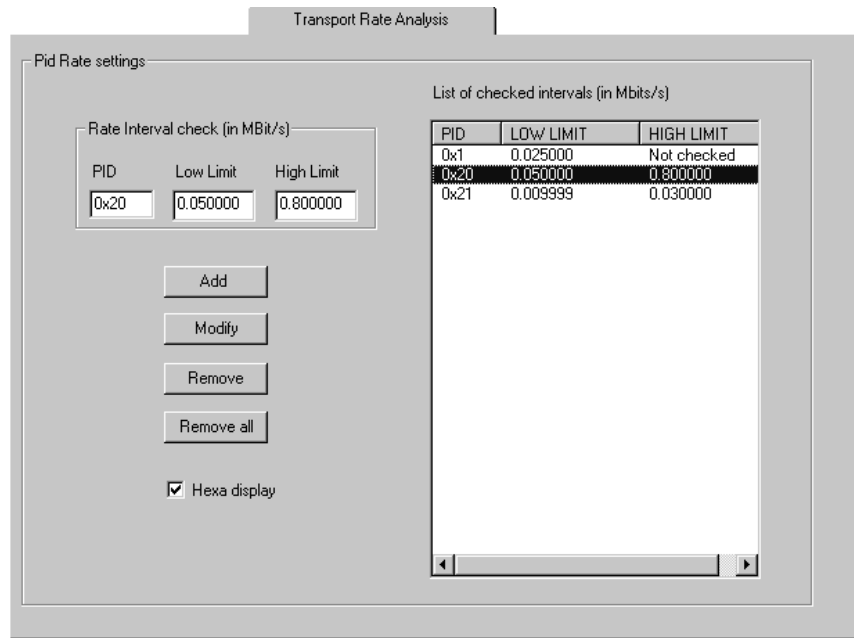 Transport Rate Analysis
Pid Rate settings
List of checked intervals (in Mbits/s)
Rate Interval check (in MBit/s)
PID Low Limit High Limit
0x20 0.050000 0.800000
PID LOW LIMIT HIGH LIMIT
0x1 0.025000 Not checked
0x20 0.050000 0.800000
0x21 0.009999 0.030000
Add
Modify
Remove
Remove all
Hexa display